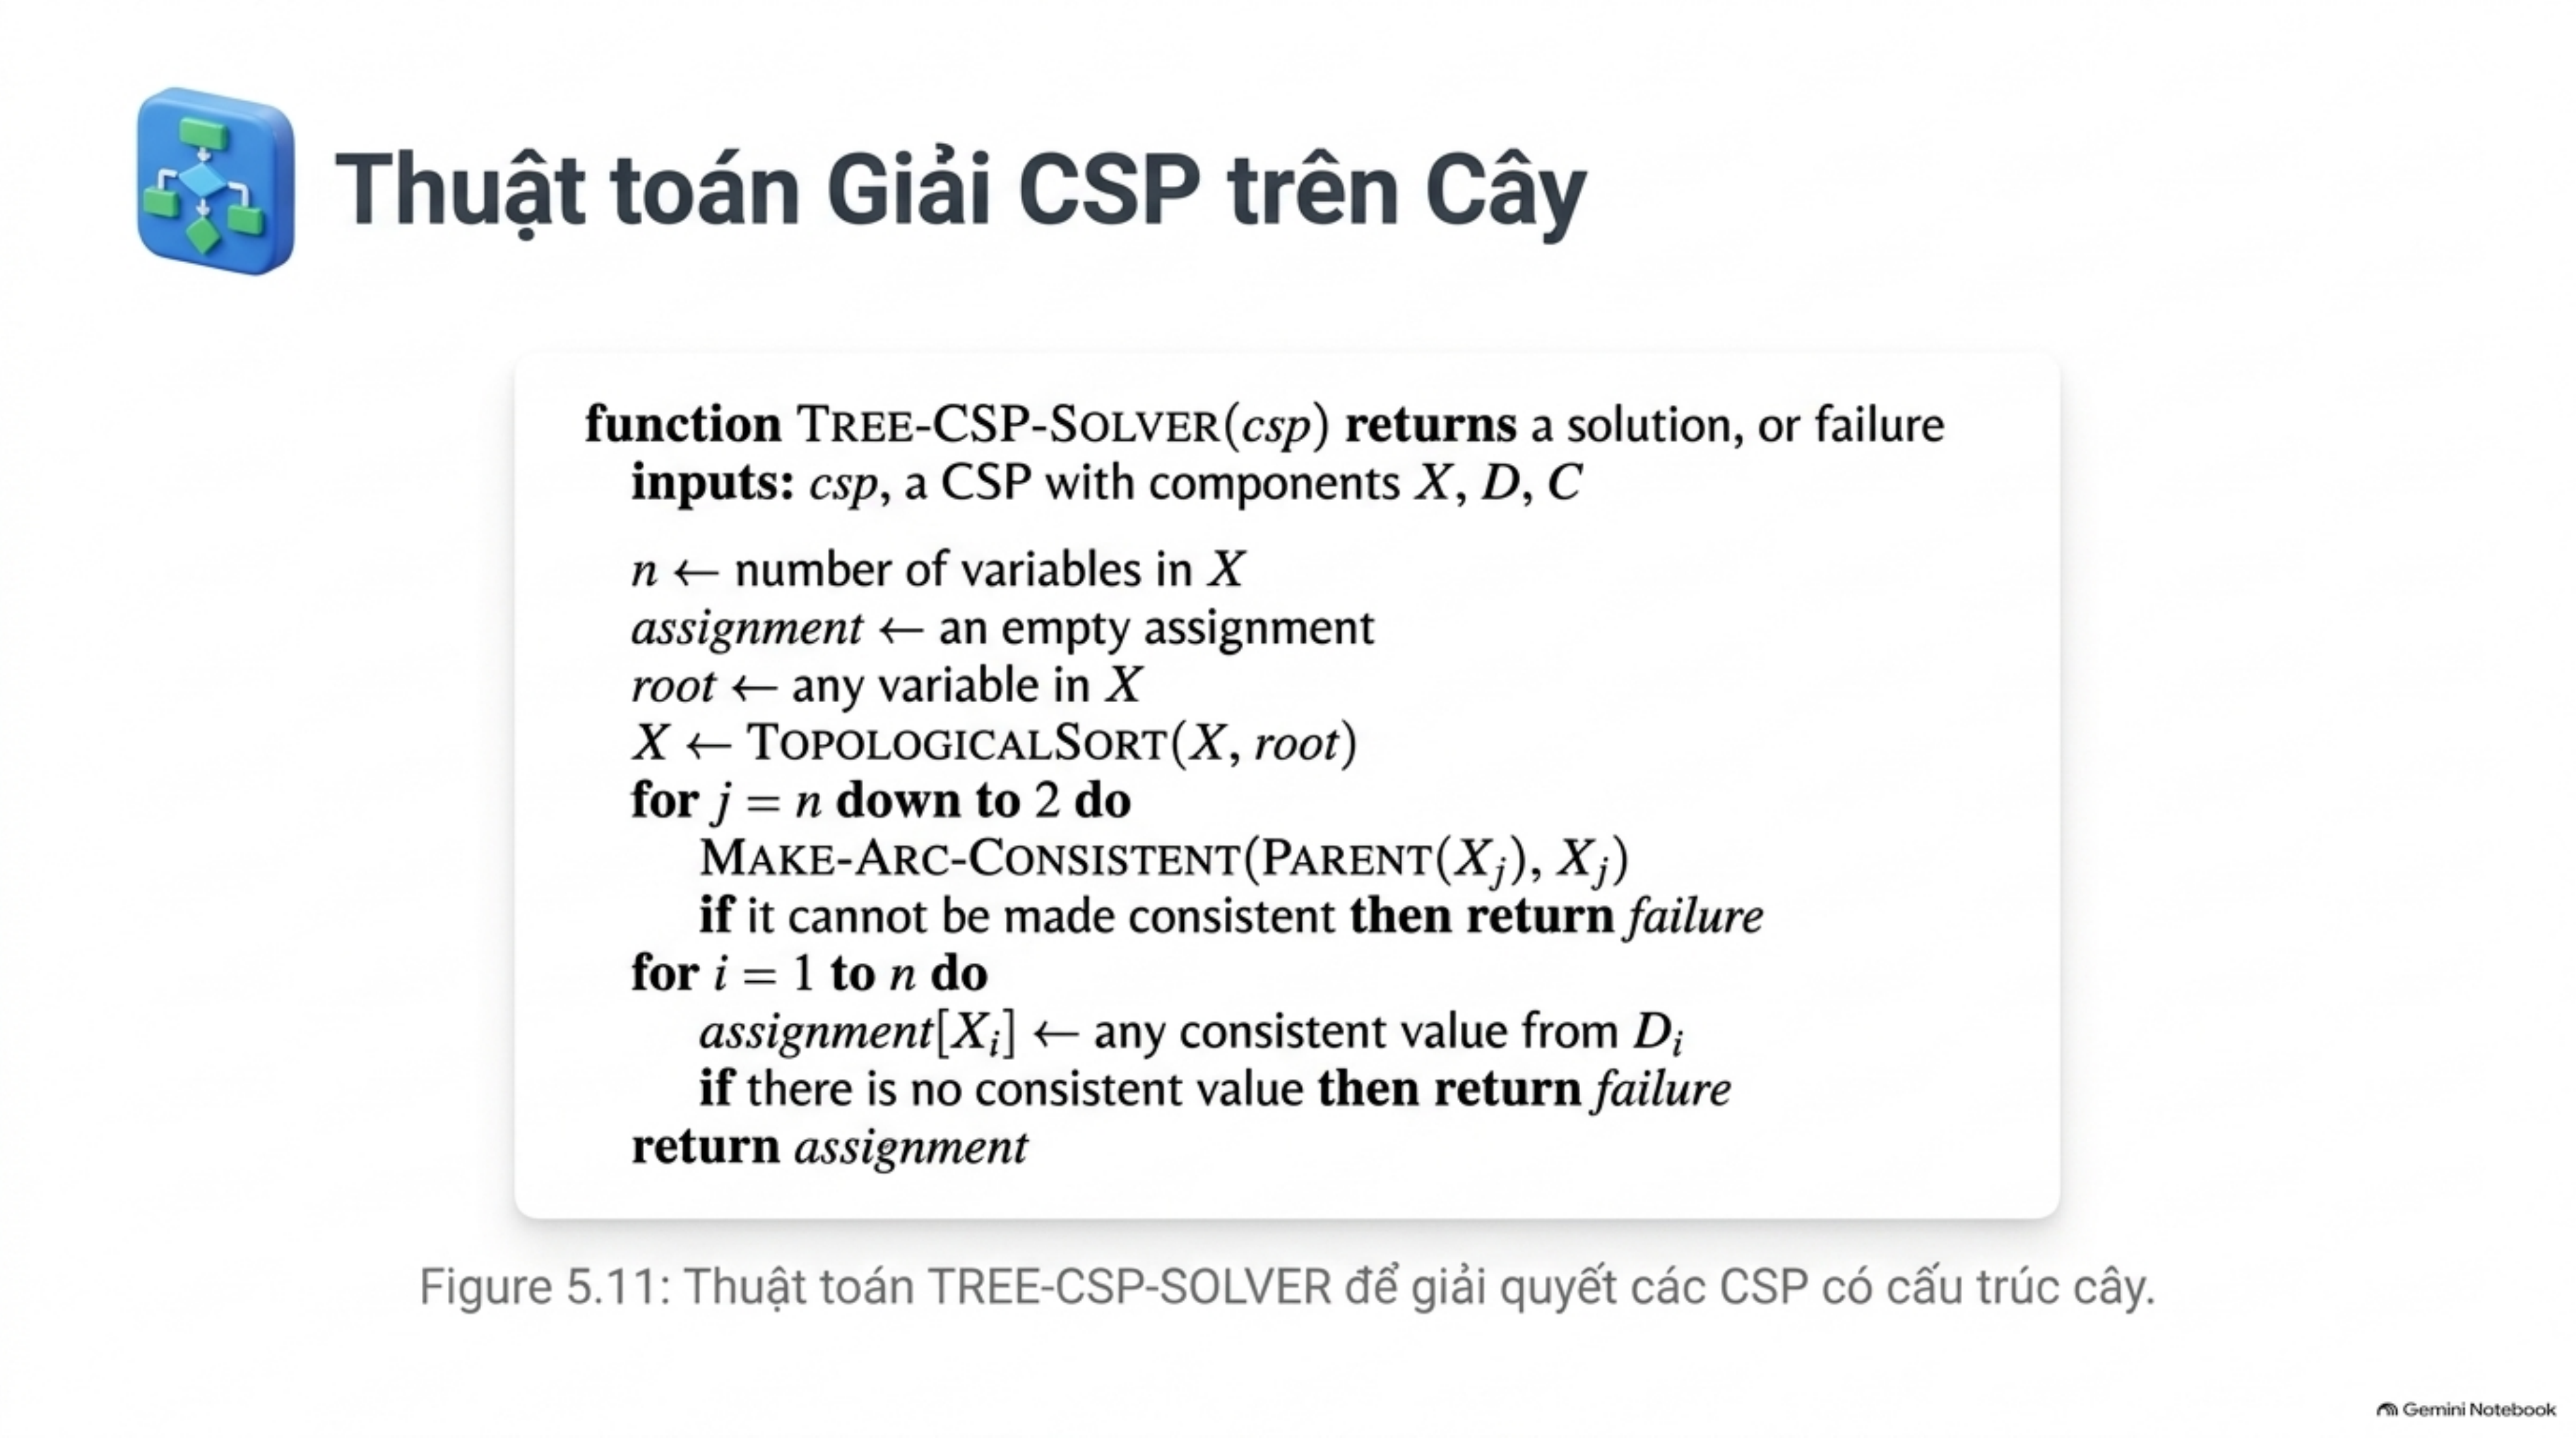 Thuật toán Giải CSP trên Cây
function TREE-CSP-SOLVER(csp) returns a solution, or failure
inputs: csp, a CSP with components X, D, C
n ← number of variables in X
assignment ← an empty assignment
root ← any variable in X
X ← TOPOLOGICALSORT(X, root)
for j = n down to 2 do
MAKE-ARC-CONSISTENT(PARENT(Xj), Xj)
if it cannot be made consistent then return failure
for i = 1 to n do
assignment[Xi] ← any consistent value from Di
if there is no consistent value then return failure
return assignment
Figure 5.11: Thuật toán TREE-CSP-SOLVER để giải quyết các CSP có cấu trúc cây.
Gemini Notebook